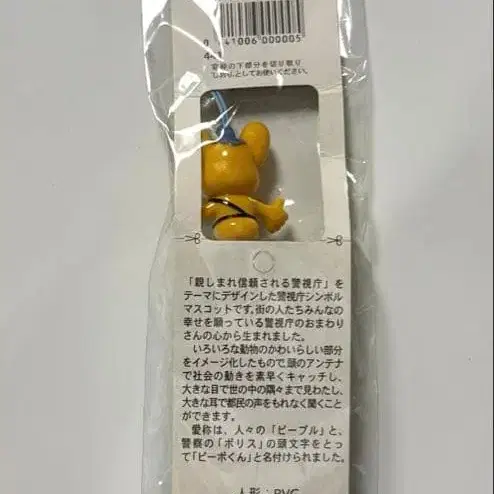 0 41006 000005
4-1
窓枠の下部分を切り取り
しおりとしてお使いください。
「親しまれ信頼される警視庁」を
テーマにデザインした警視庁シンボル
マスコットです。街の人たちみんなの
幸せを願っている警視庁のおまわり
さんの心から生まれました。
いろいろな動物のかわいらしい部分
をイメージ化したもので、頭のアンテナ
で社会の動きを素早くキャッチし、
大きな目で世の中の隅々まで見わたし、
大きな耳で都民の声をもれなく聞くこと
ができます。
愛称は、人々の「ピープル」と、
警察の「ポリス」の頭文字をとって
「ピーポくん」と名付けられました。
人形：PVC